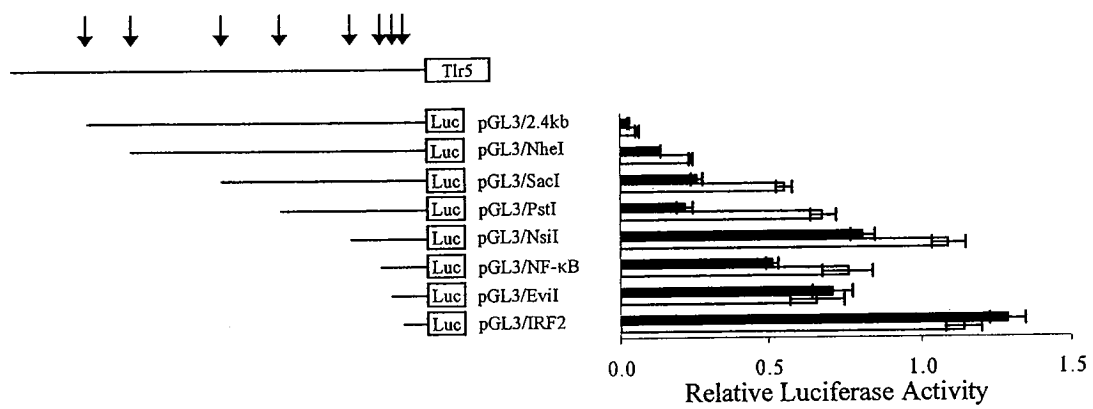 Tlr5
Luc pGL3/2.4kb
Luc pGL3/NheI
Luc pGL3/SacI
Luc pGL3/PstI
Luc pGL3/NsiI
Luc pGL3/NF-κB
Luc pGL3/EviI
Luc pGL3/IRF2
0.0 0.5 1.0 1.5
Relative Luciferase Activity